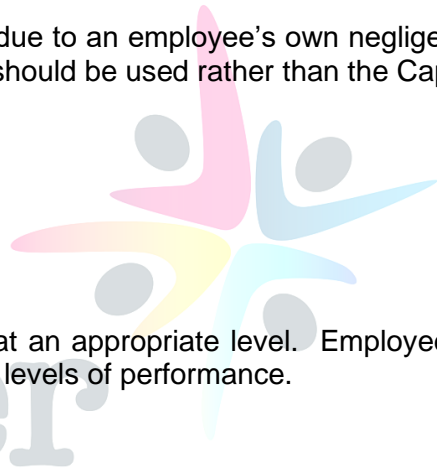 due to an employee’s own neglige
should be used rather than the Cap
at an appropriate level. Employee
levels of performance.
er